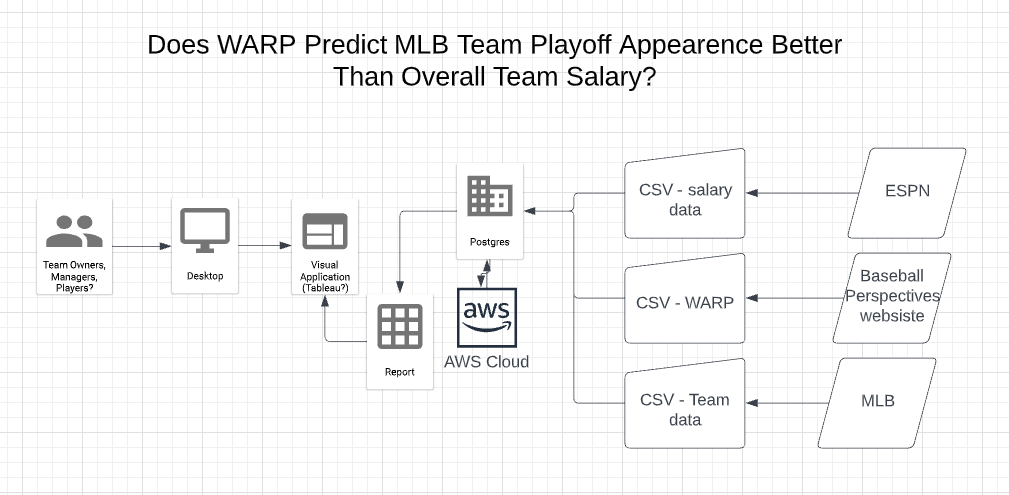 Does WARP Predict MLB Team Playoff Appearence Better
Than Overall Team Salary?
Team Owners,
Managers,
Players?
Desktop
Visual
Application
(Tableau?)
Report
Postgres
aws
AWS Cloud
CSV - salary
data
CSV - WARP
CSV - Team
data
ESPN
Baseball
Perspectives
websiste
MLB